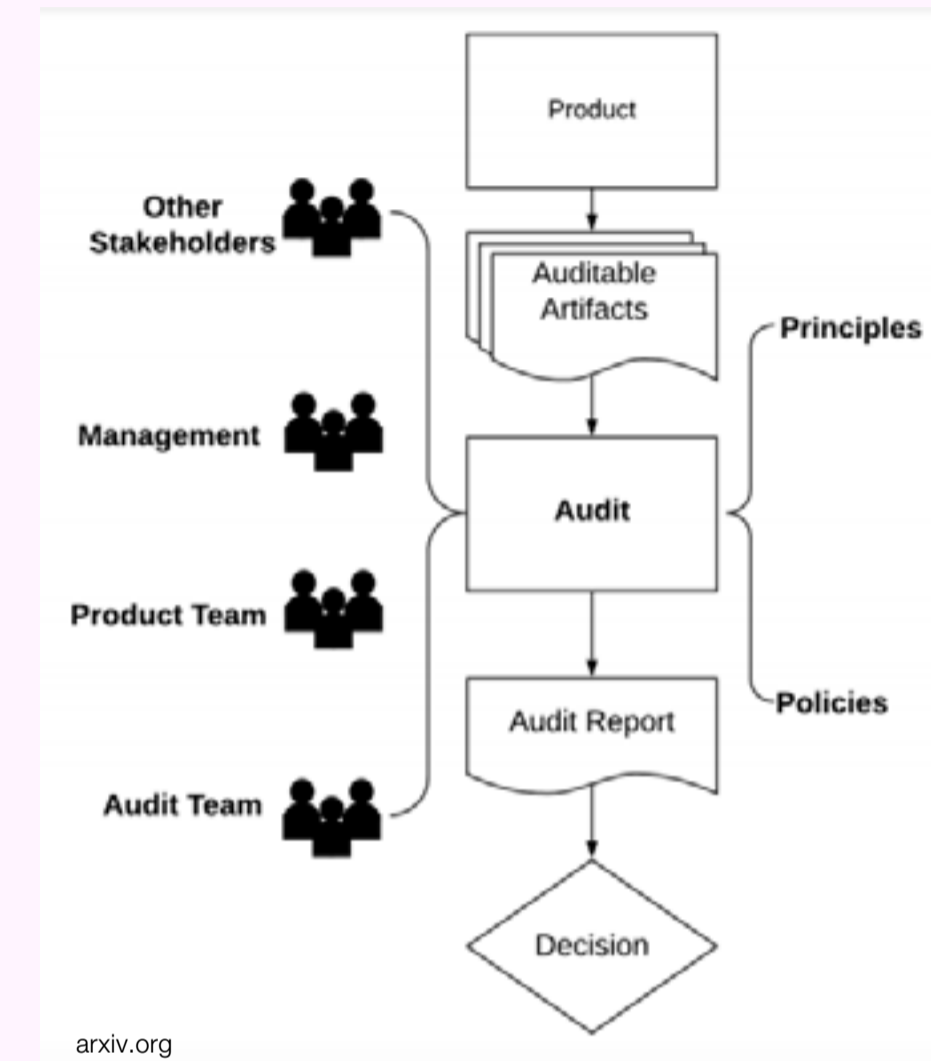 Product
Other
Stakeholders
Auditable
Artifacts
Principles
Management
Audit
Product Team
Policies
Audit Report
Audit Team
Decision
arxiv.org